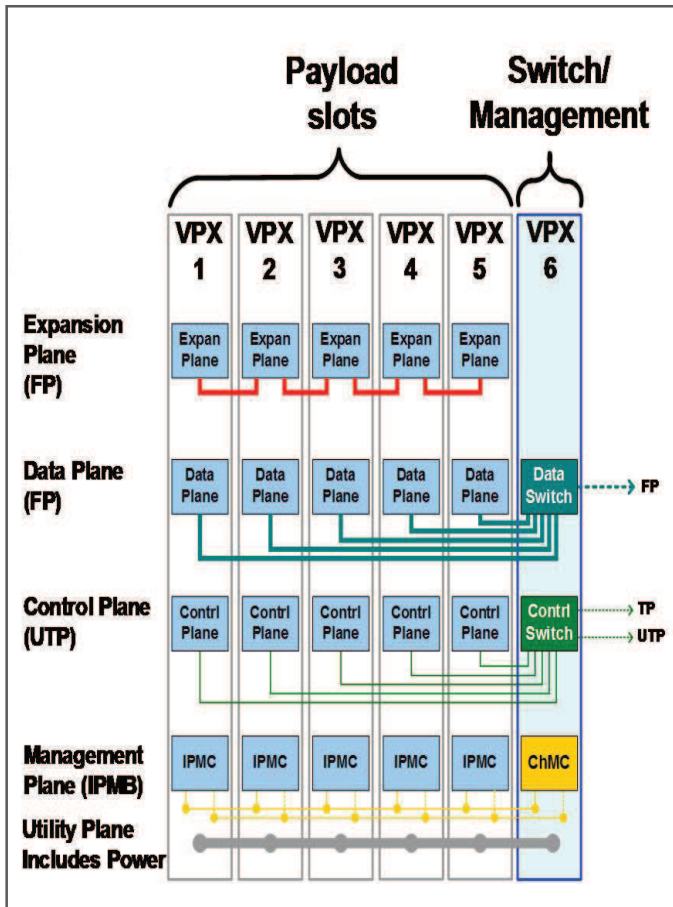 Payload
slots
Switch/
Management
VPX
1
VPX
2
VPX
3
VPX
4
VPX
5
VPX
6
Expansion
Plane
(FP)
Expan
Plane
Expan
Plane
Expan
Plane
Expan
Plane
Expan
Plane
Data Plane
(FP)
Data
Plane
Data
Plane
Data
Plane
Data
Plane
Data
Plane
Data
Switch
FP
Control Plane
(UTP)
Contrl
Plane
Contrl
Plane
Contrl
Plane
Contrl
Plane
Contrl
Plane
Contrl
Switch
TP
UTP
Management
Plane (IPMB)
IPMC
IPMC
IPMC
IPMC
IPMC
ChMC
Utility Plane
Includes Power